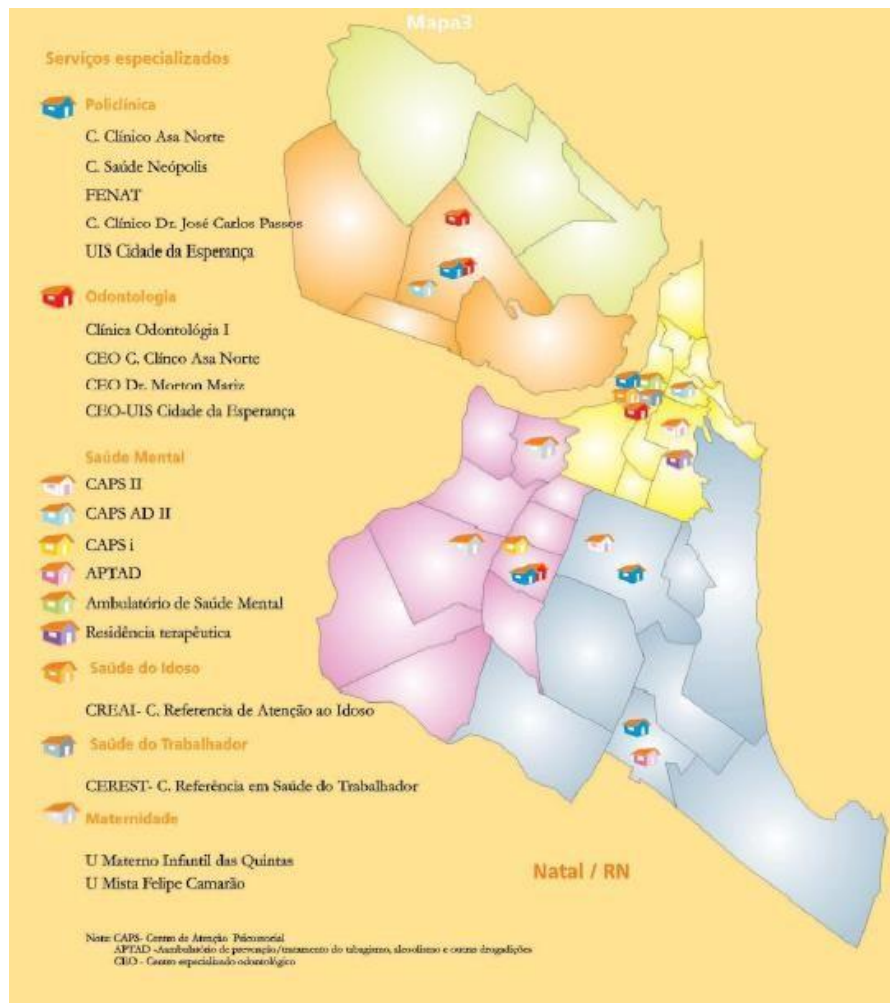 Mapa3
Serviços especializados
Policlínica
C. Clínico Asa Norte
C. Saúde Neópolis
FENAT
C. Clínico Dr. José Carlos Passos
UIS Cidade da Esperança
Odontologia
Clínica Odontológia I
CEO C. Clínco Asa Norte
CEO Dr. Morton Mariz
CEO-UIS Cidade da Esperança
Saúde Mental
CAPS II
CAPS AD II
CAPS i
APTAD
Ambulatório de Saúde Mental
Residência terapêutica
Saúde do Idoso
CREAI- C. Referencia de Atenção ao Idoso
Saúde do Trabalhador
CEREST- C. Referência em Saúde do Trabalhador
Maternidade
U Materno Infantil das Quintas
U Mista Felipe Camarão
Natal / RN
Note: CAPS- Centro de Atenção Psicossorial
APTAD -Aambulatório de prevenção/tratamento do tabagismo, alcoolismo e outras drogadições
CEO - Centro especializado odontológico